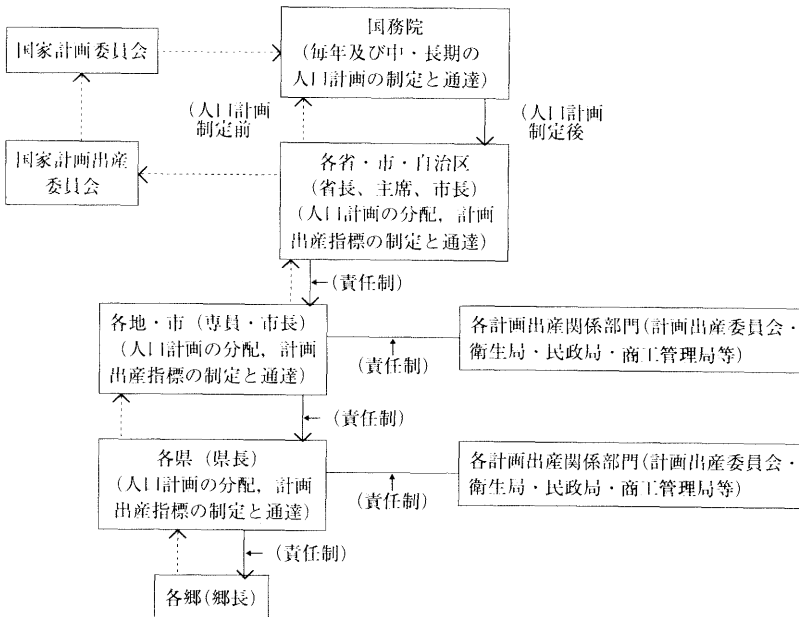 国家計画委員会
国務院
(毎年及び中・長期の
人口計画の制定と通達)
(人口計画
制定前
(人口計画
制定後
国家計画出産
委員会
各省・市・自治区
(省長、主席、市長)
(人口計画の分配, 計画
出産指標の制定と通達)
(責任制)
各地・市(専員・市長)
(人口計画の分配, 計画
出産指標の制定と通達)
(責任制)
各計画出産関係部門(計画出産委員会・
衛生局・民政局・商工管理局等)
(責任制)
各県(県長)
(人口計画の分配, 計画
出産指標の制定と通達)
(責任制)
各計画出産関係部門(計画出産委員会・
衛生局・民政局・商工管理局等)
(責任制)
各郷(郷長)